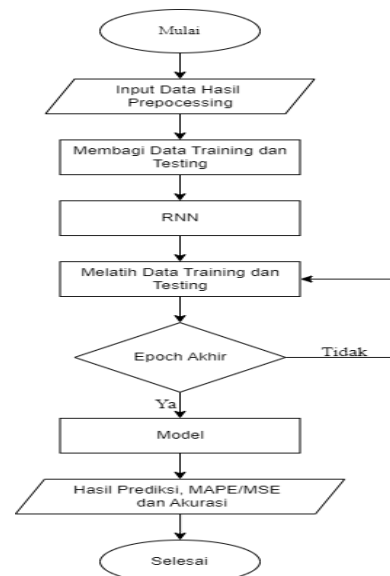 Mulai
Input Data Hasil
Prepocessing
Membagi Data Training dan
Testing
RNN
Melatih Data Training dan
Testing
Epoch Akhir
Tidak
Ya
Model
Hasil Prediksi, MAPE/MSE
dan Akurasi
Selesai